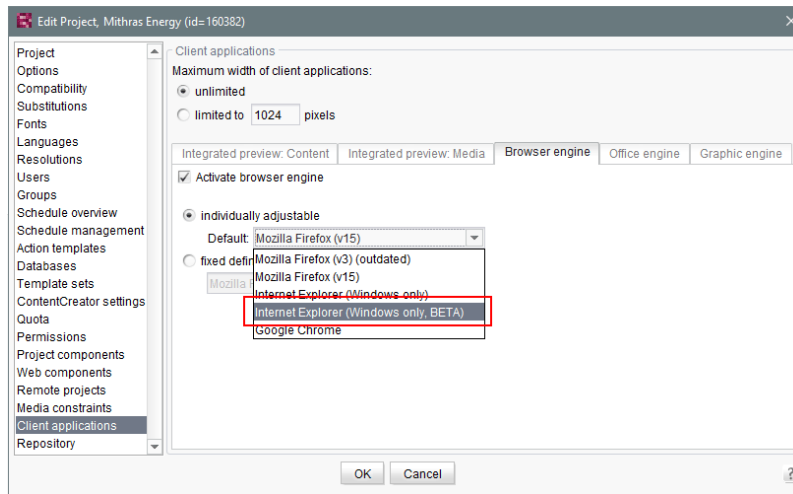 Edit Project, Mithras Energy (id=160382)
Project
Options
Compatibility
Substitutions
Fonts
Languages
Resolutions
Users
Groups
Schedule overview
Schedule management
Action templates
Databases
Template sets
ContentCreator settings
Quota
Permissions
Project components
Web components
Remote projects
Media constraints
Client applications
Repository
Client applications
Maximum width of client applications:
unlimited
limited to 1024 pixels
Integrated preview: Content Integrated preview: Media Browser engine Office engine Graphic engine
Activate browser engine
individually adjustable
Default: Mozilla Firefox (v15)
fixed defin
Mozilla F
Mozilla Firefox (v3) (outdated)
Mozilla Firefox (v15)
Internet Explorer (Windows only)
Internet Explorer (Windows only, BETA)
Google Chrome
OK Cancel
?